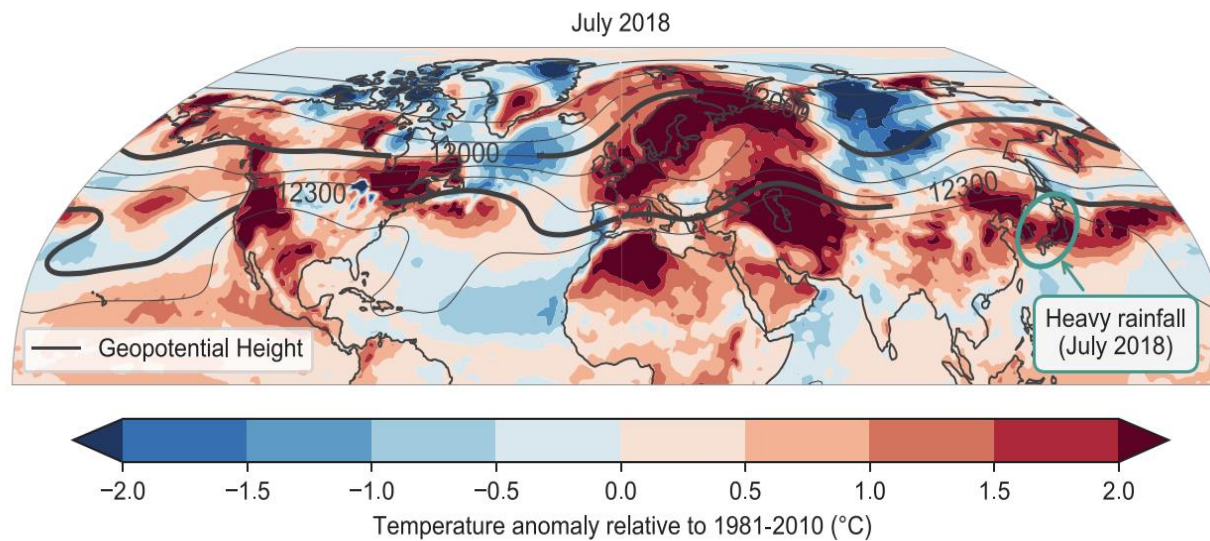 July 2018
12000
12000
12300
12300
Geopotential Height
Heavy rainfall
(July 2018)
−2.0 −1.5 −1.0 −0.5 0.0 0.5 1.0 1.5 2.0
Temperature anomaly relative to 1981-2010 (°C)